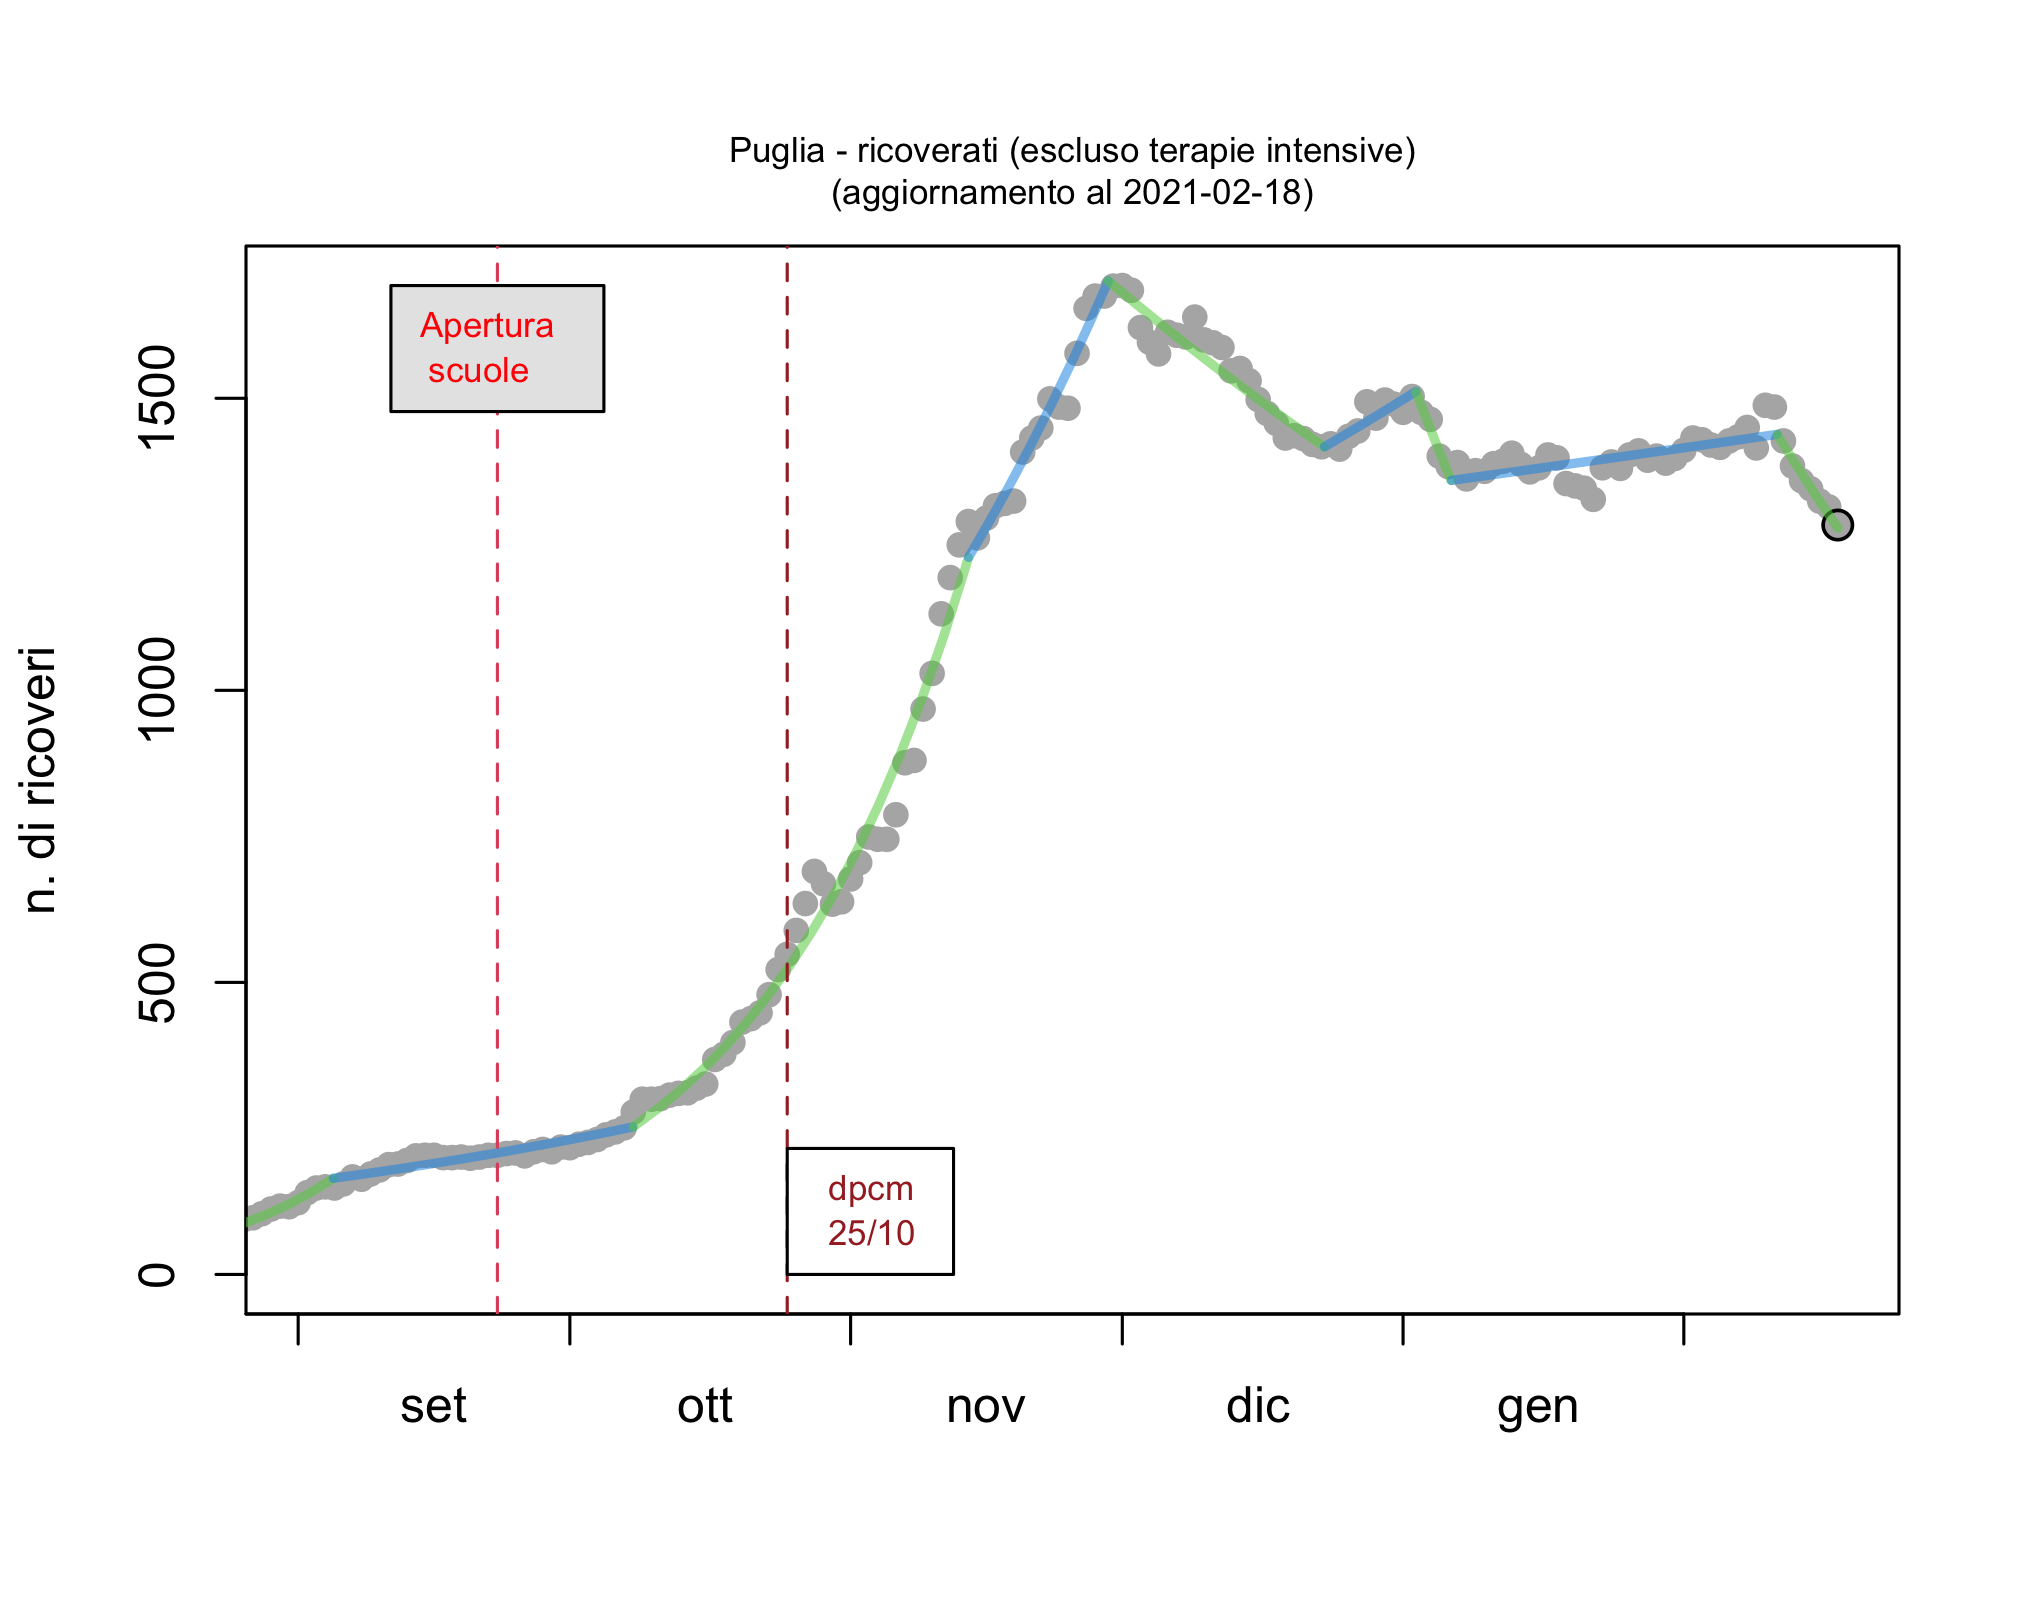 Puglia - ricoverati (escluso terapie intensive)
(aggiornamento al 2021-02-18)
Apertura
scuole
n. di ricoveri
1500
1000
500
0
dpcm
25/10
set ott nov dic gen